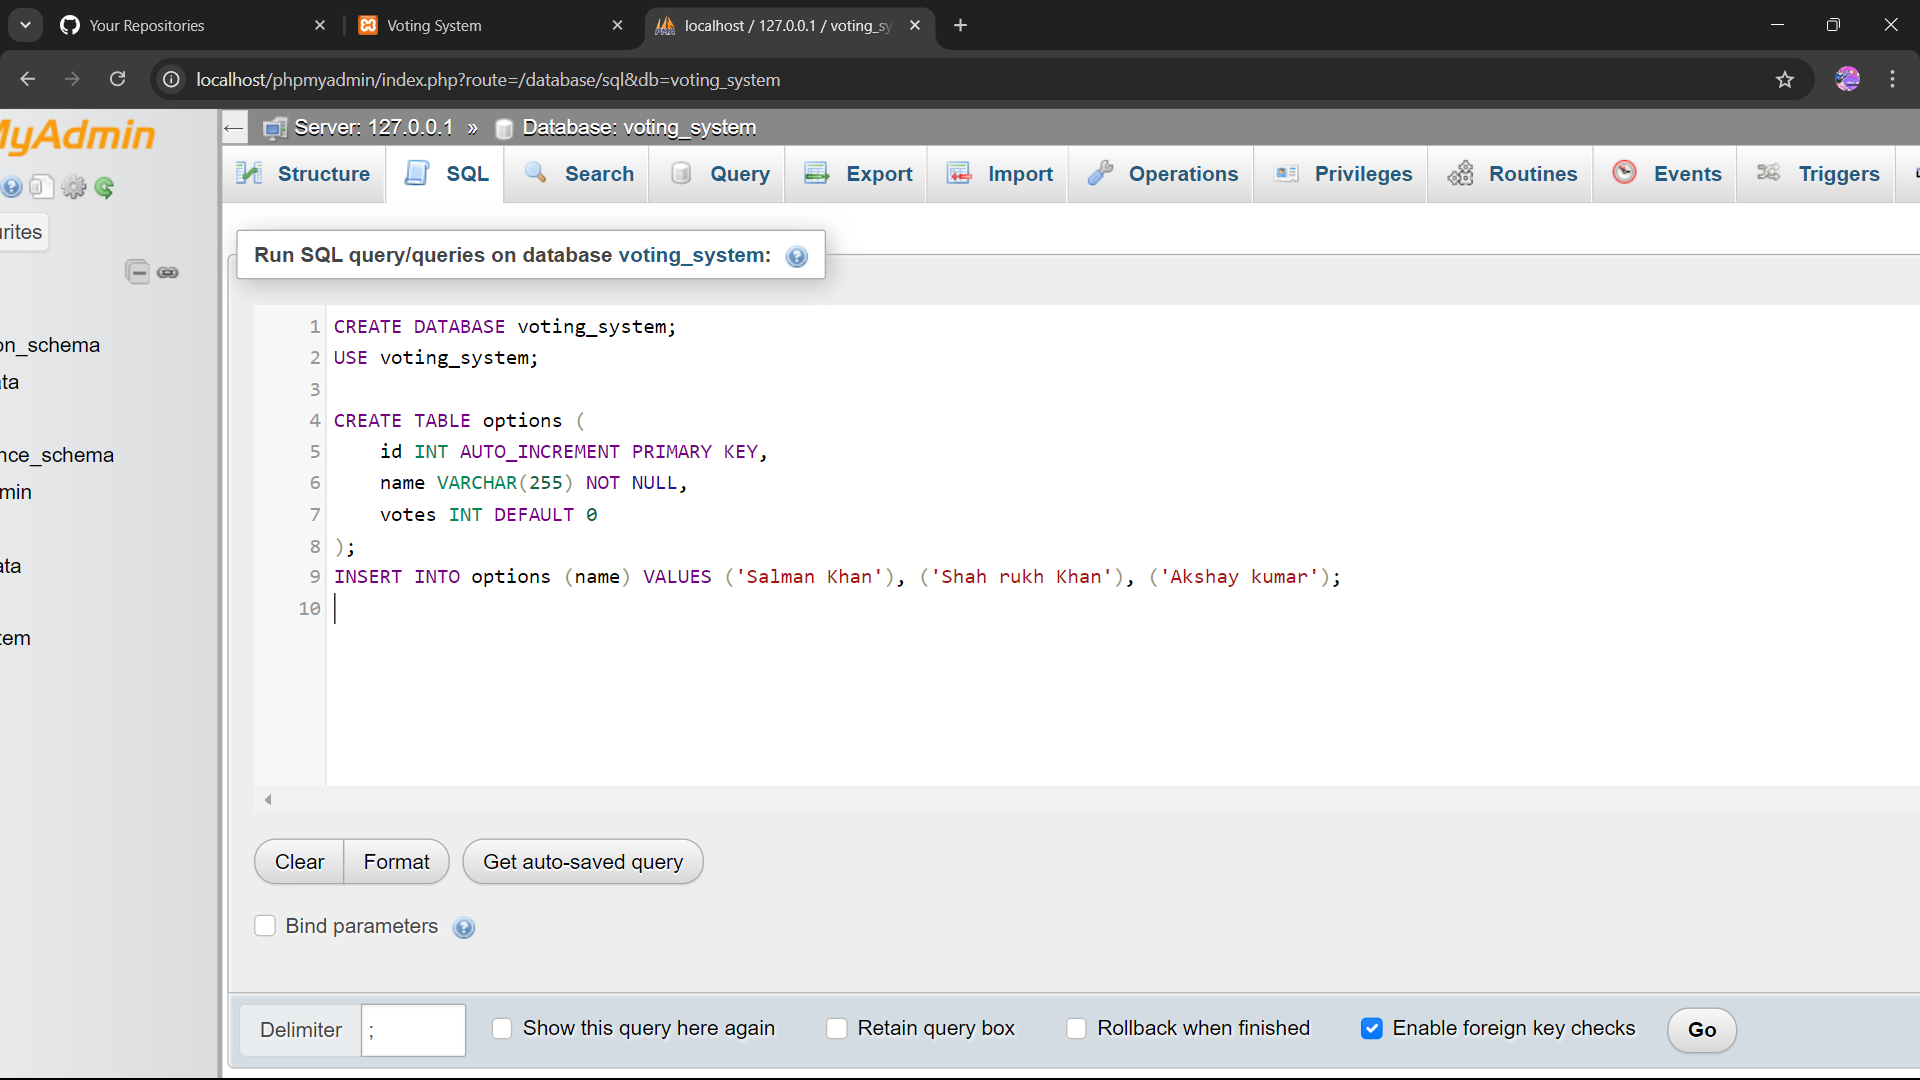 Your Repositories
Voting System
localhost / 127.0.0.1 / voting_sy
localhost/phpmyadmin/index.php?route=/database/sql&db=voting_system
MyAdmin
Server: 127.0.0.1 » Database: voting_system
Structure SQL Search Query Export Import Operations Privileges Routines Events Triggers
urites
Run SQL query/queries on database voting_system:
on_schema
ata
nce_schema
min
ata
tem
1 CREATE DATABASE voting_system;
2 USE voting_system;
3
4 CREATE TABLE options (
5 id INT AUTO_INCREMENT PRIMARY KEY,
6 name VARCHAR(255) NOT NULL,
7 votes INT DEFAULT 0
8 );
9 INSERT INTO options (name) VALUES ('Salman Khan'), ('Shah rukh Khan'), ('Akshay kumar');
10
Clear Format Get auto-saved query
Bind parameters
Delimiter ; Show this query here again Retain query box Rollback when finished Enable foreign key checks Go